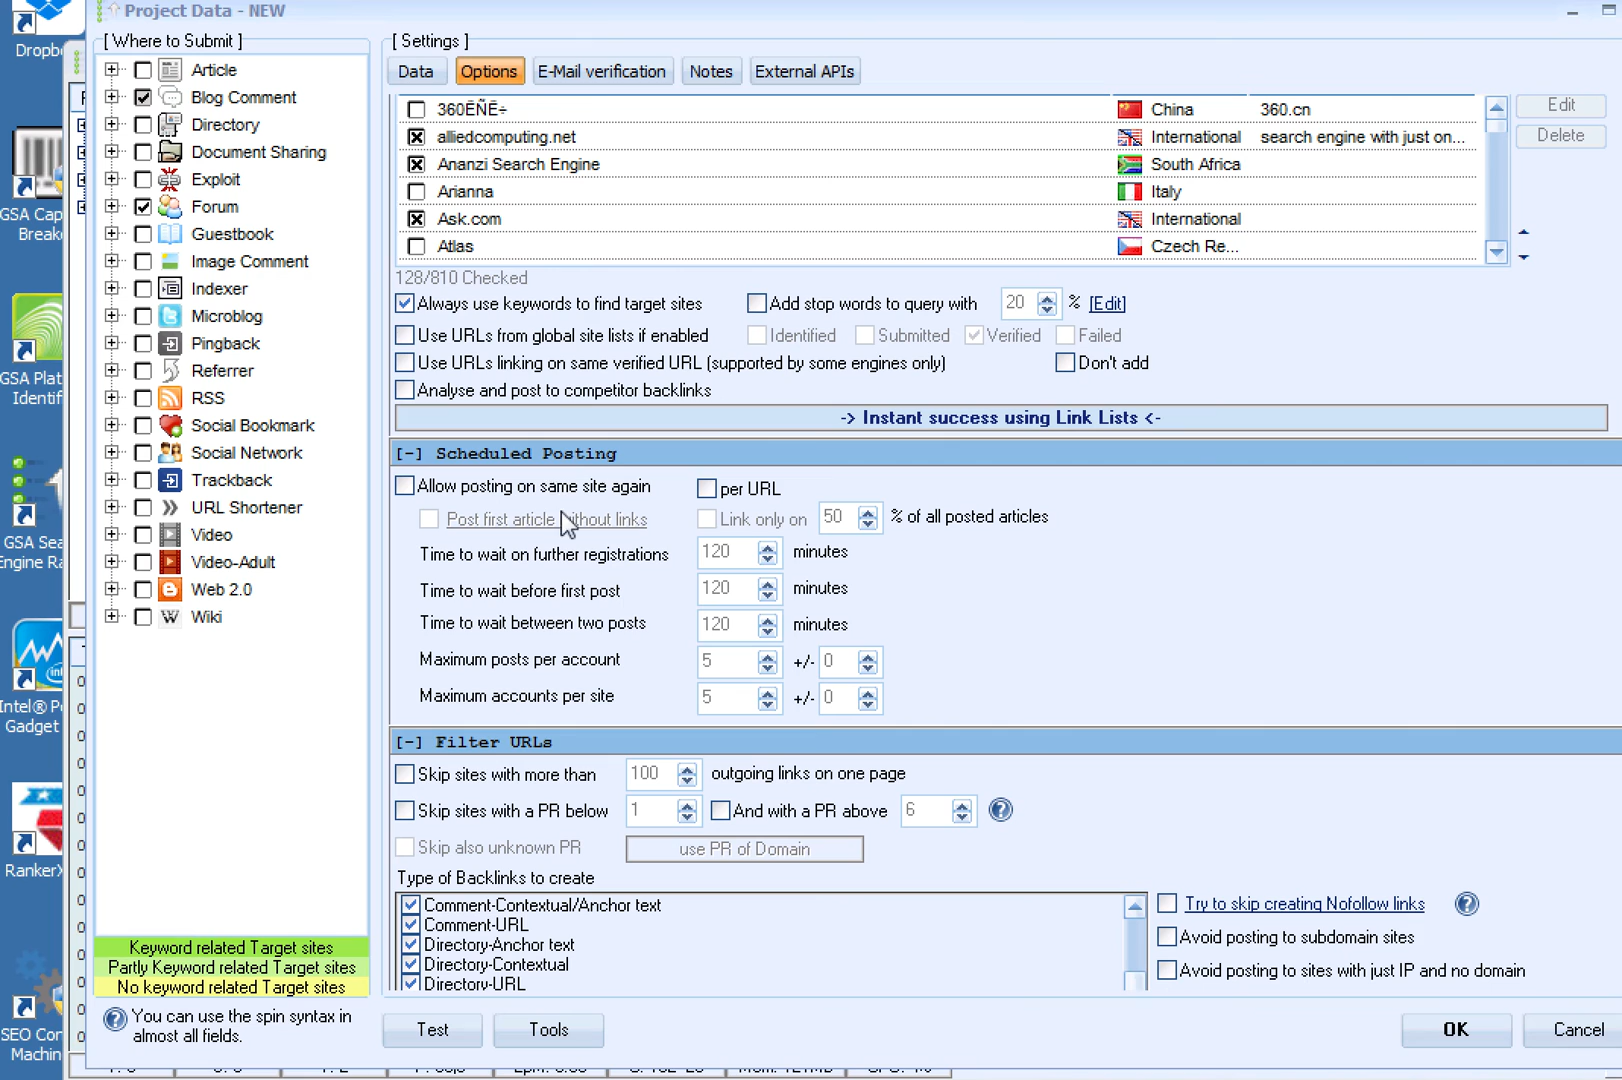 Project Data - NEW
Dropbo
GSA Cap
Break
GSA Plat
Identif
GSA Sea
Engine Ra
Intel® P
Gadget
RankerX
SEO Con
Machin
[ Where to Submit ]
Article
Blog Comment
Directory
Document Sharing
Exploit
Forum
Guestbook
Image Comment
Indexer
Microblog
Pingback
Referrer
RSS
Social Bookmark
Social Network
Trackback
URL Shortener
Video
Video-Adult
Web 2.0
Wiki
Keyword related Target sites
Partly Keyword related Target sites
No keyword related Target sites
You can use the spin syntax in
almost all fields.
[ Settings ]
Data Options E-Mail verification Notes External APIs
360ËÑË÷ China 360.cn
alliedcomputing.net International search engine with just on...
Ananzi Search Engine South Africa
Arianna Italy
Ask.com International
Atlas Czech Re...
Edit
Delete
128/810 Checked
Always use keywords to find target sites Add stop words to query with 20 % [Edit]
Use URLs from global site lists if enabled Identified Submitted Verified Failed
Use URLs linking on same verified URL (supported by some engines only) Don't add
Analyse and post to competitor backlinks
-> Instant success using Link Lists <-
[-] Scheduled Posting
Allow posting on same site again per URL
Post first article without links Link only on 50 % of all posted articles
Time to wait on further registrations 120 minutes
Time to wait before first post 120 minutes
Time to wait between two posts 120 minutes
Maximum posts per account 5 +/- 0
Maximum accounts per site 5 +/- 0
[-] Filter URLs
Skip sites with more than 100 outgoing links on one page
Skip sites with a PR below 1 And with a PR above 6
Skip also unknown PR use PR of Domain
Type of Backlinks to create
Comment-Contextual/Anchor text
Comment-URL
Directory-Anchor text
Directory-Contextual
Directory-URL
Try to skip creating Nofollow links
Avoid posting to subdomain sites
Avoid posting to sites with just IP and no domain
Test Tools OK Cancel